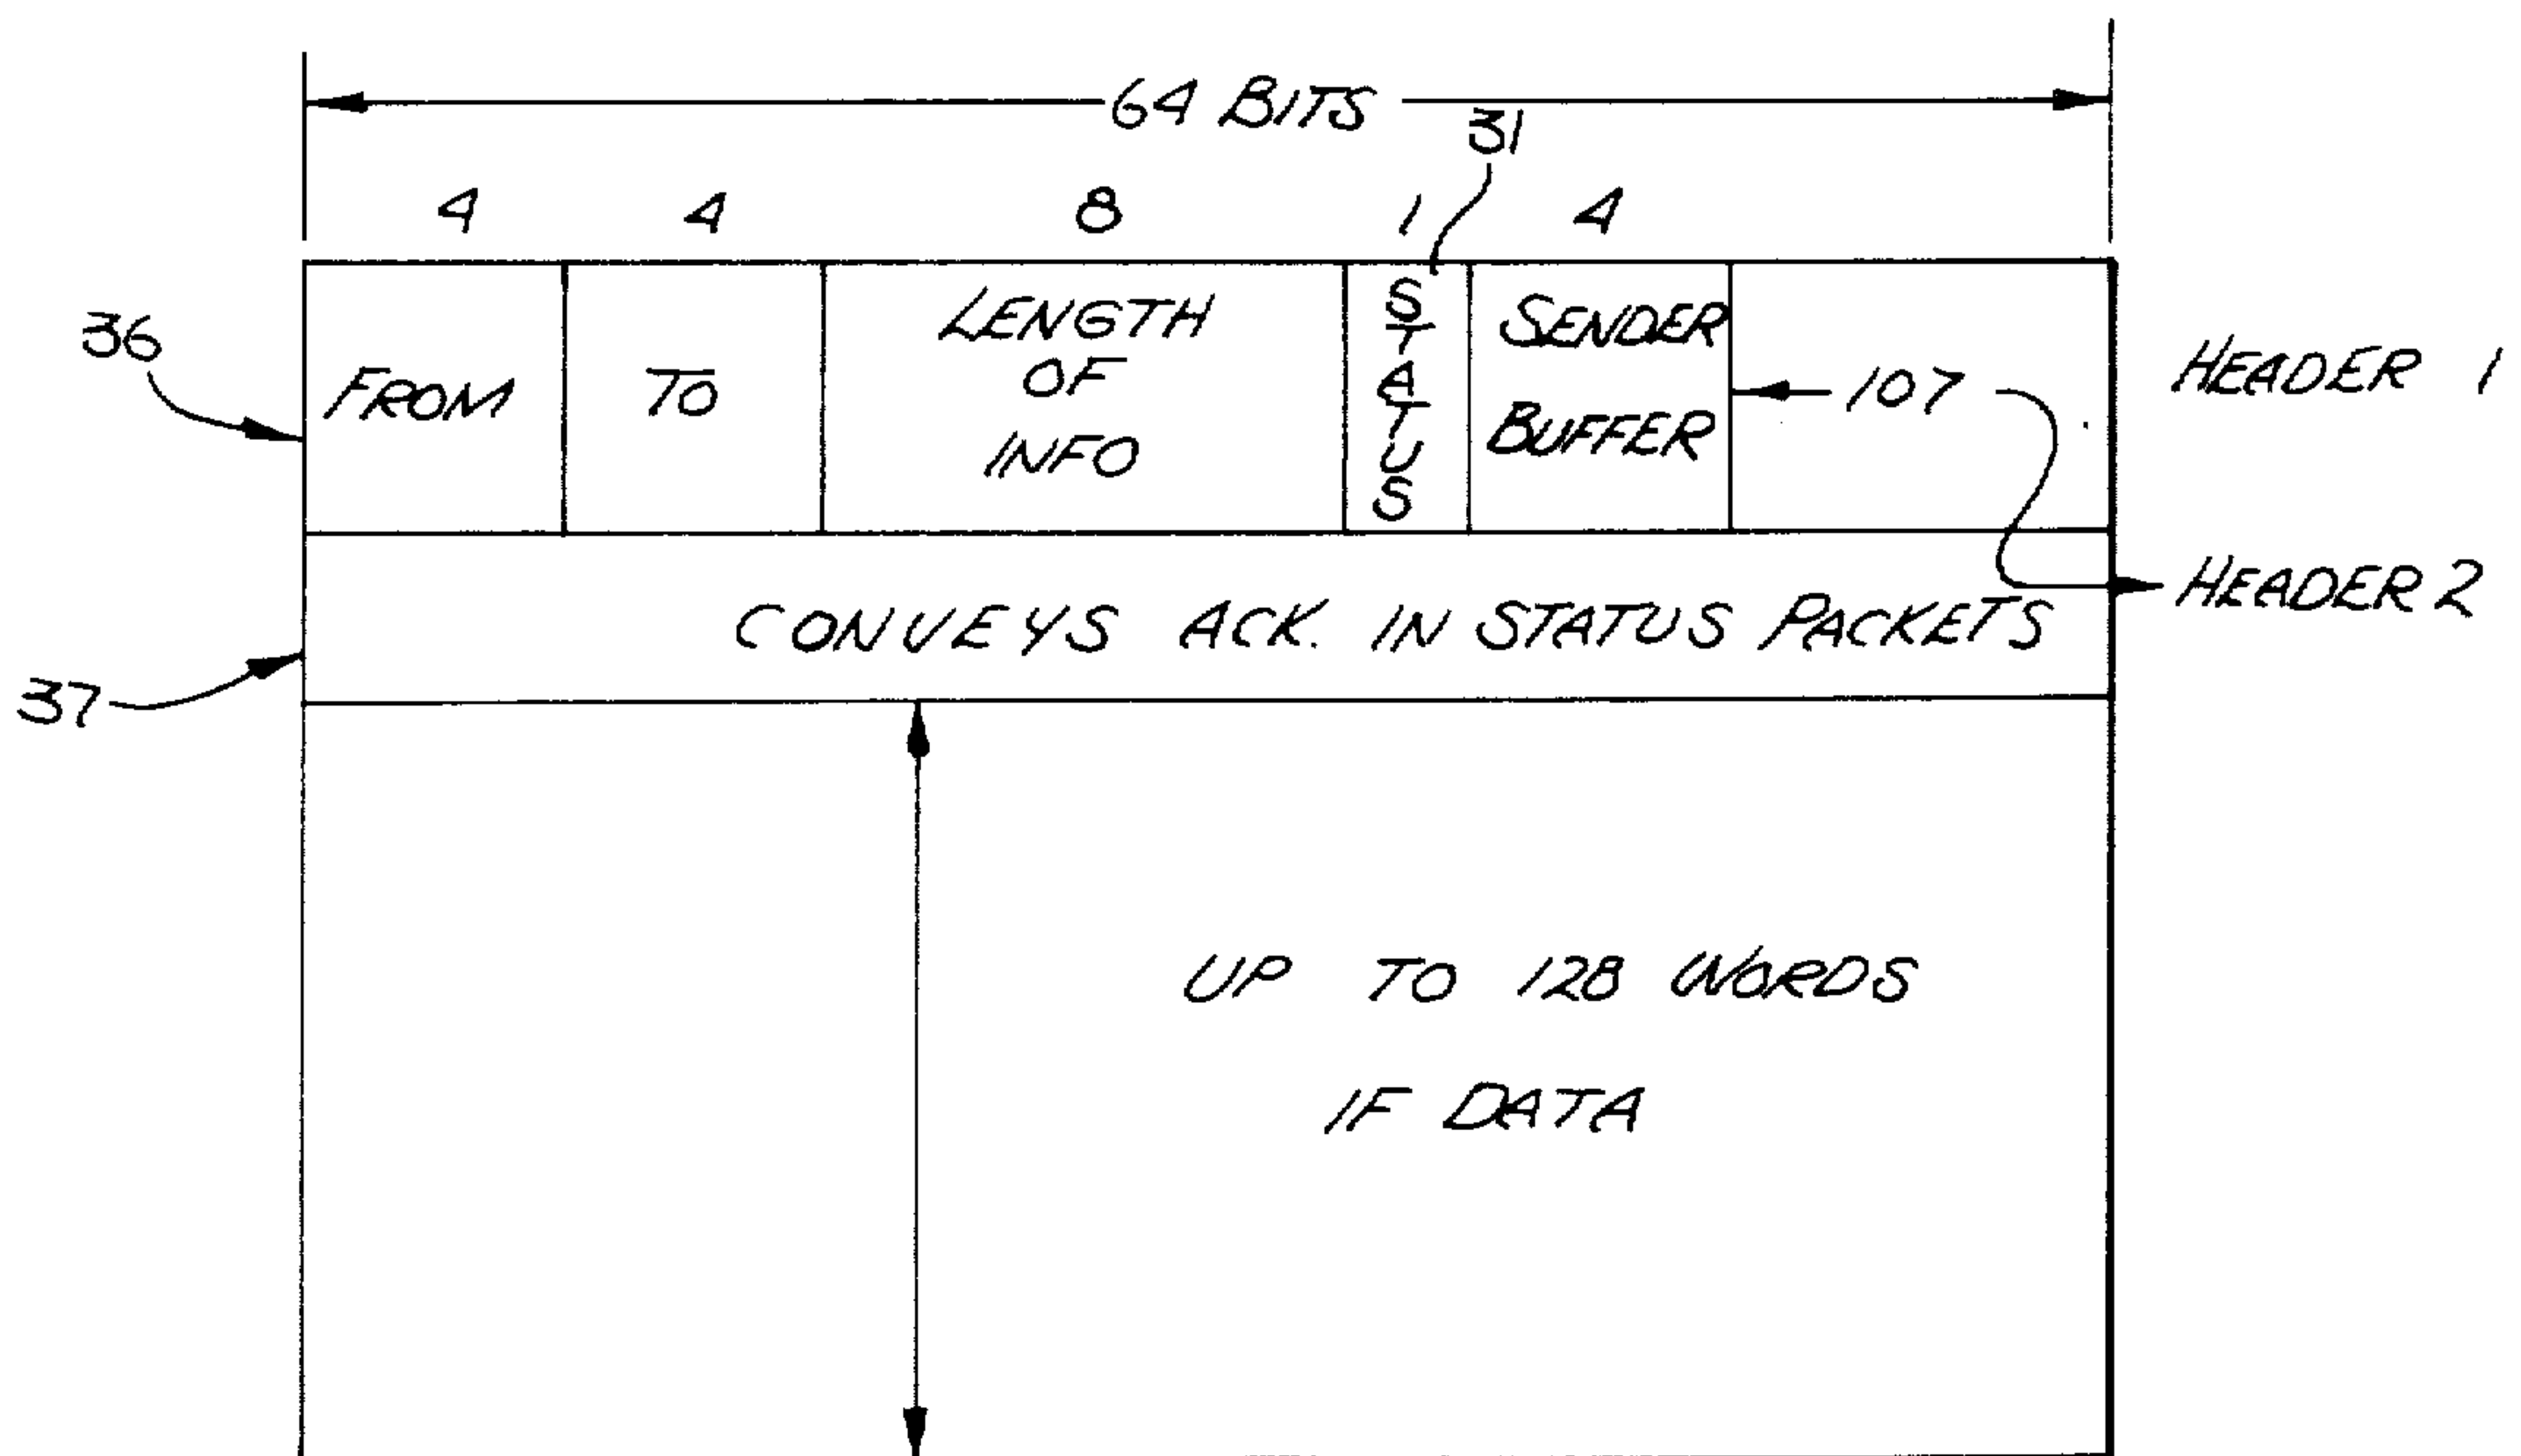 64 BITS
31
4 4 8 1 4
36
FROM
TO
LENGTH
OF
INFO
STATUS
SENDER
BUFFER
107
HEADER 1
CONVEYS ACK. IN STATUS PACKETS
HEADER 2
37
UP TO 128 WORDS
IF DATA